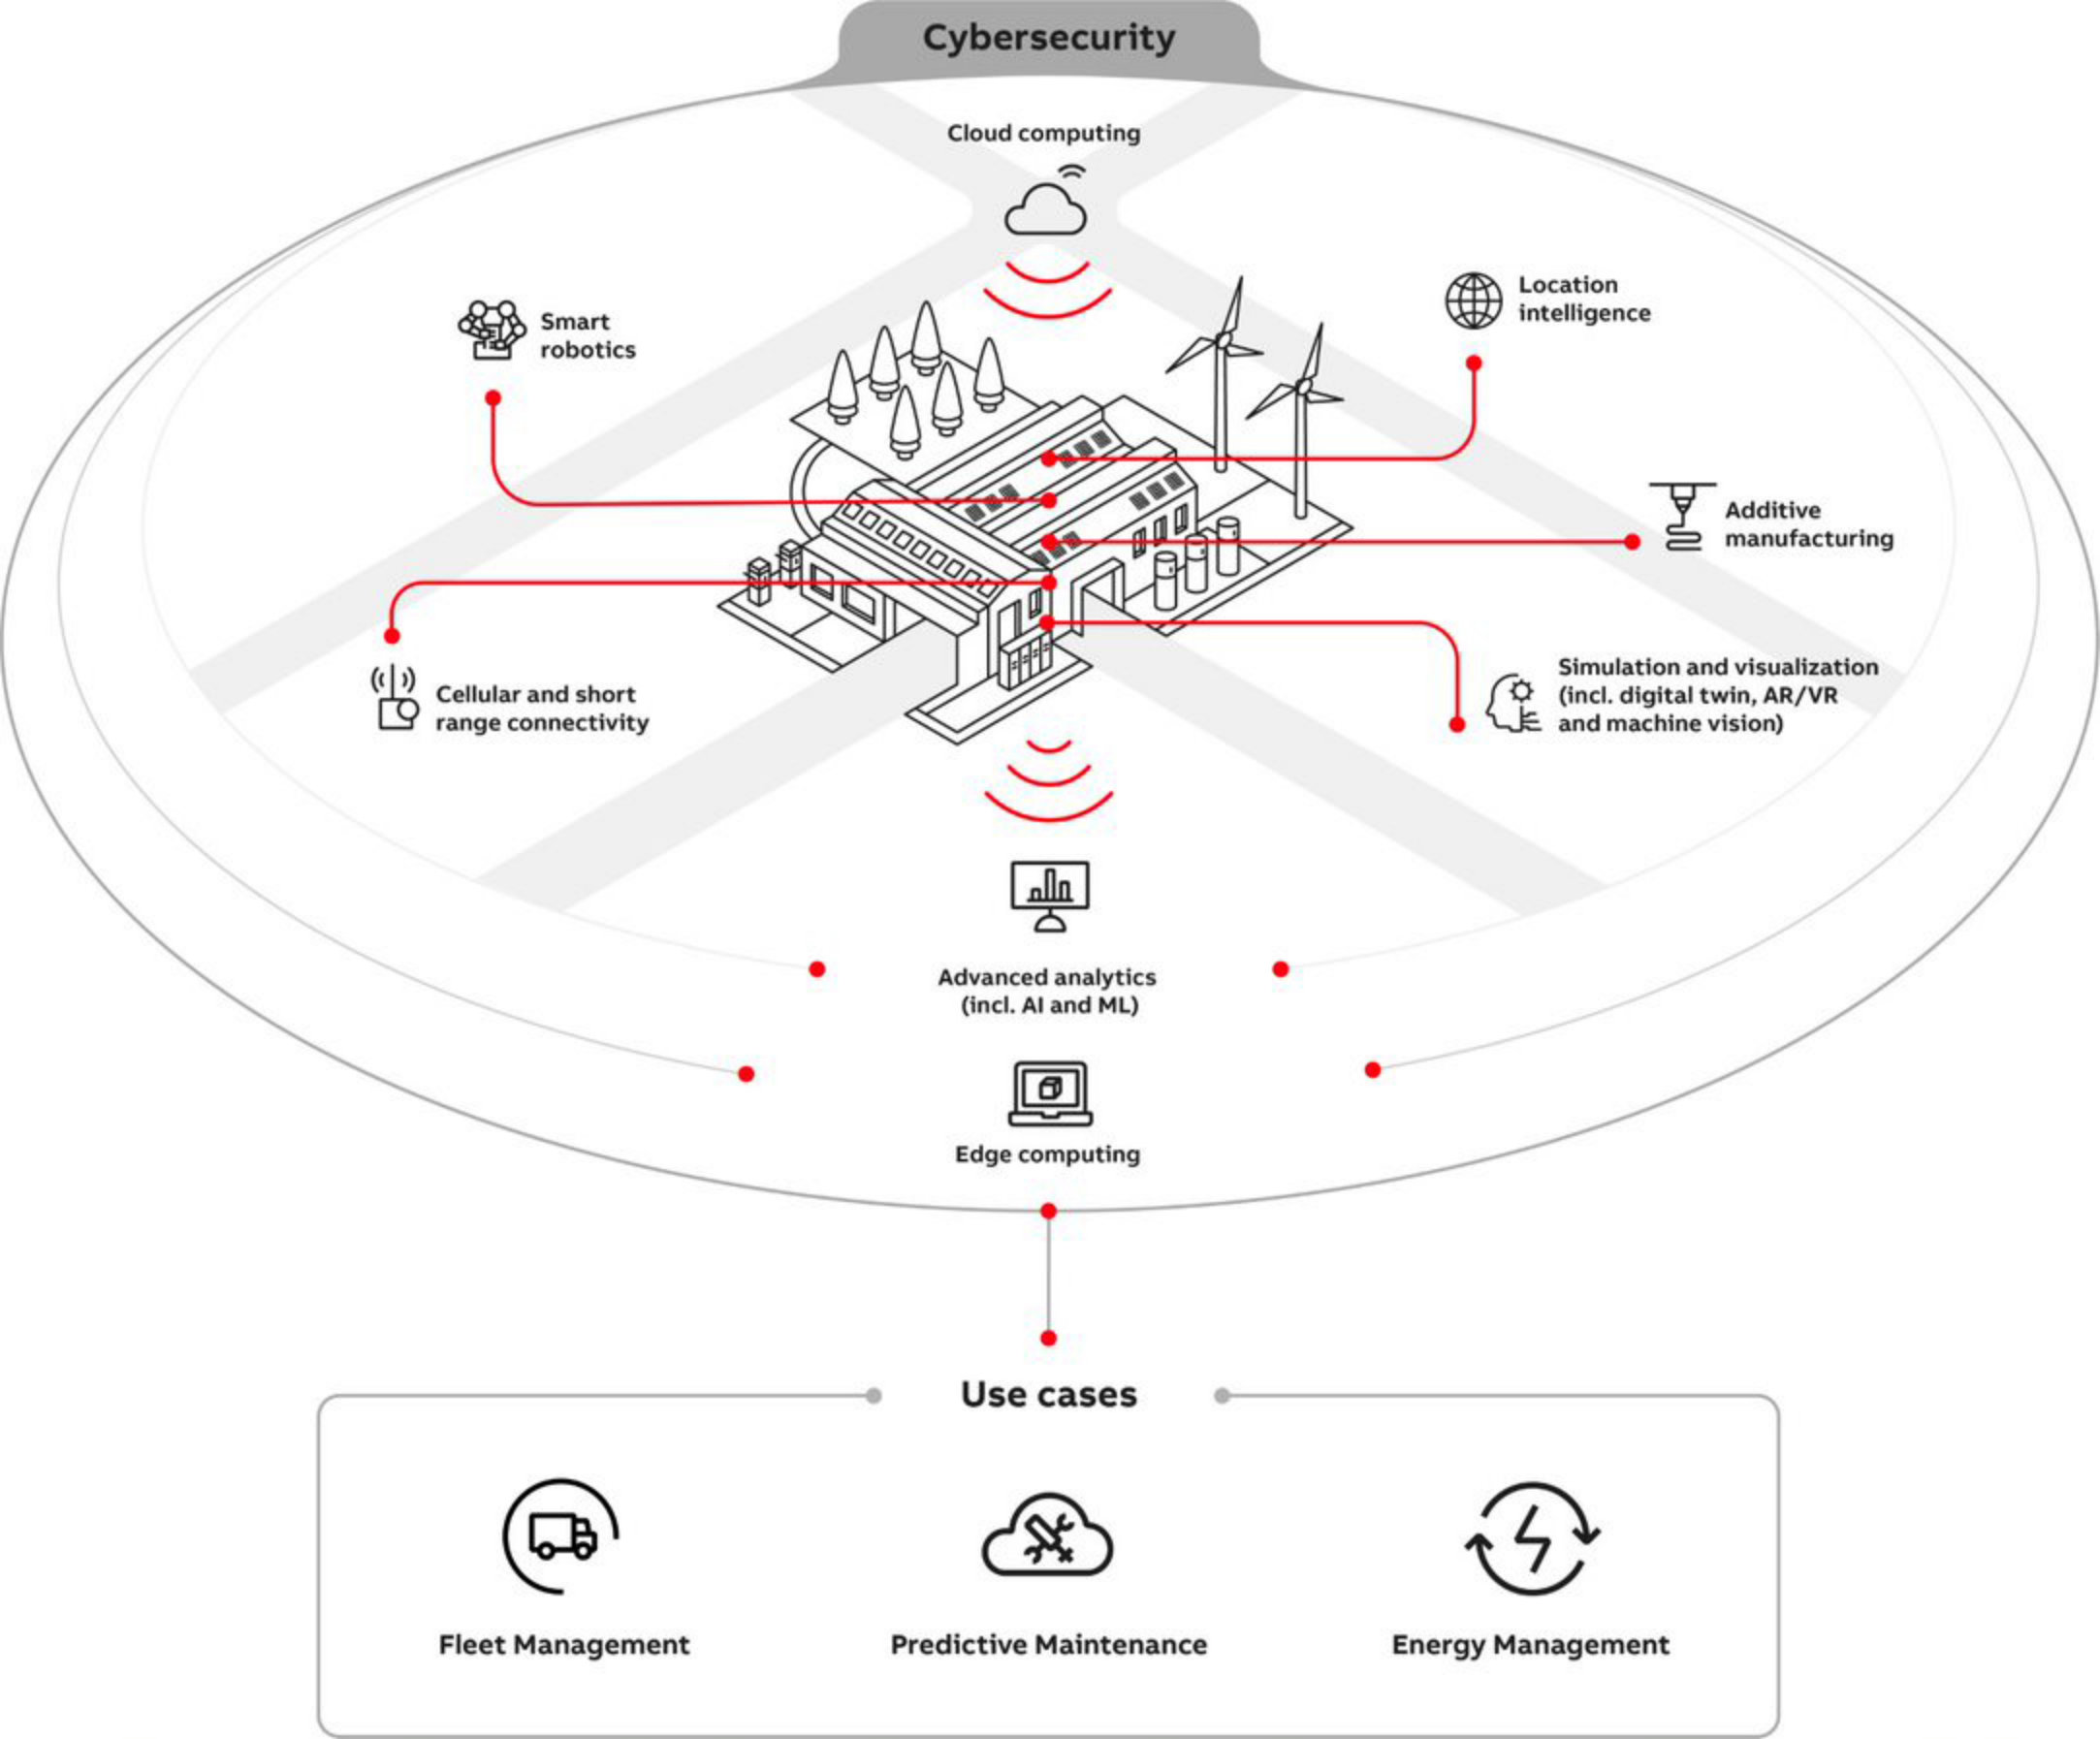 Cybersecurity
Cloud computing
Smart
robotics
Location
intelligence
Additive
manufacturing
Cellular and short
range connectivity
Simulation and visualization
(incl. digital twin, AR/VR
and machine vision)
Advanced analytics
(incl. AI and ML)
Edge computing
Use cases
Fleet Management
Predictive Maintenance
Energy Management